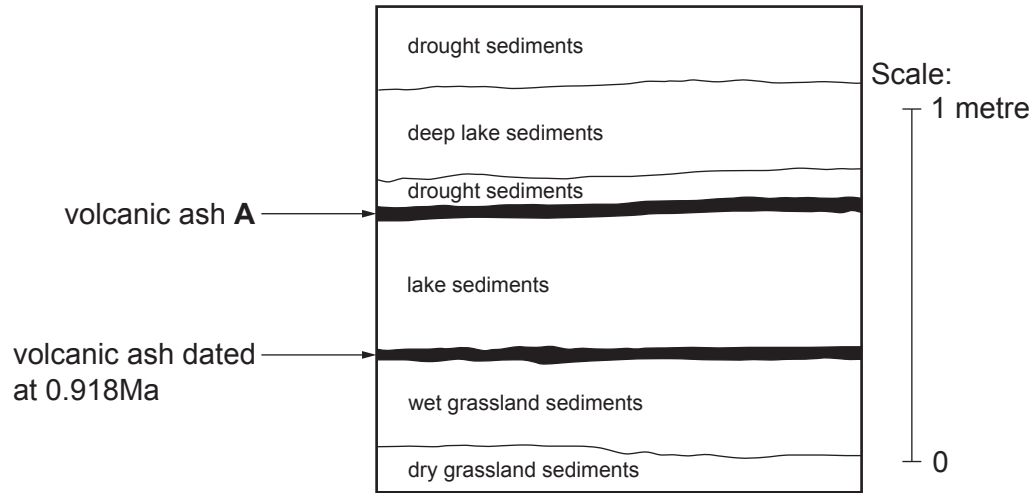 drought sediments
Scale:
1 metre
deep lake sediments
drought sediments
volcanic ash A
lake sediments
volcanic ash dated
at 0.918Ma
wet grassland sediments
dry grassland sediments
0